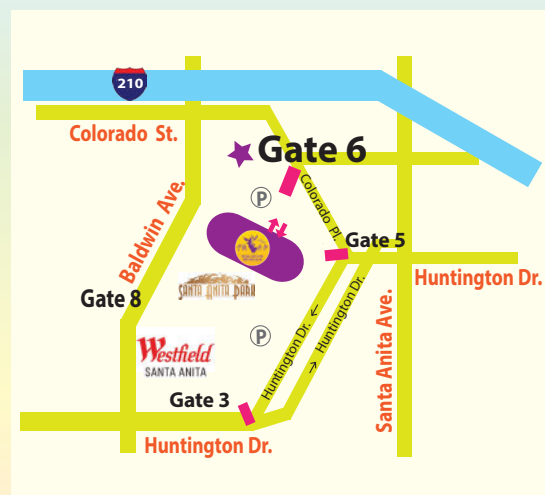 210
Colorado St.
Gate 6
P
Colorado Pl.
Baldwin Ave.
Gate 5
Huntington Dr.
SANTA ANITA PARK
Gate 8
Huntington Dr.
Huntington Dr.
Santa Anita Ave.
P
Westfield
SANTA ANITA
Gate 3
Huntington Dr.